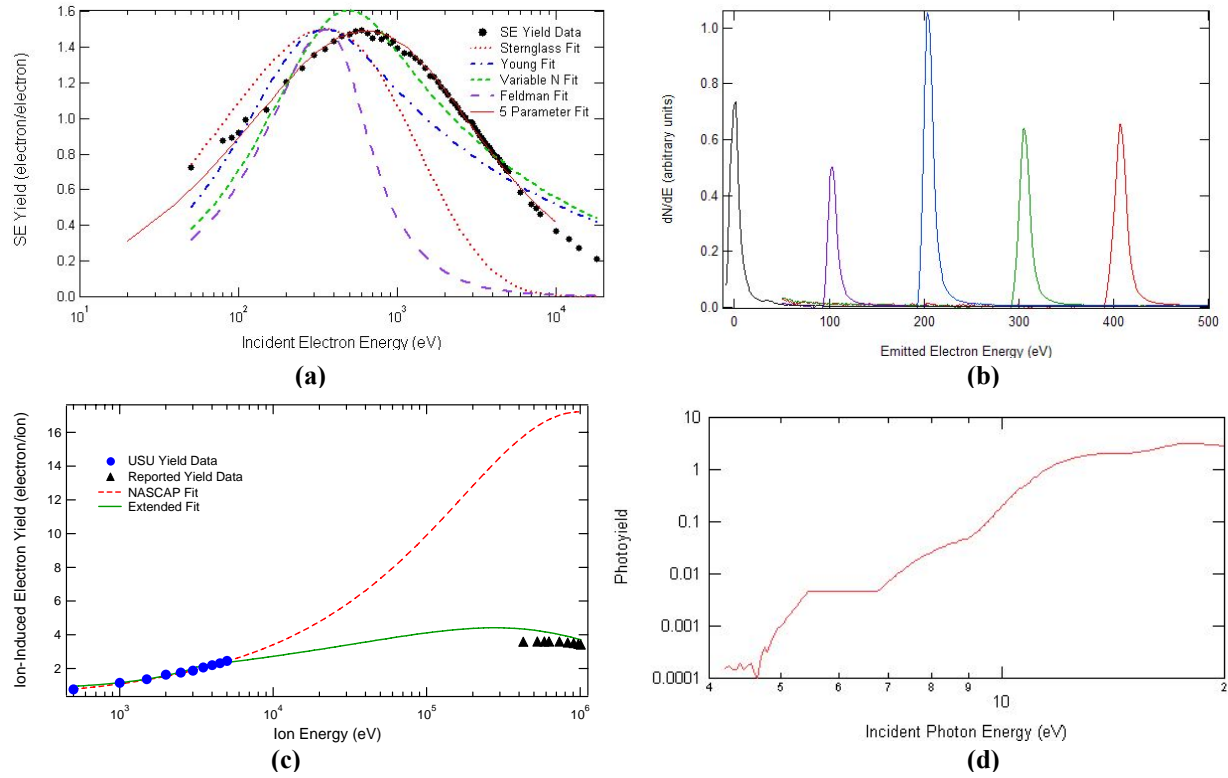 1.6
1.4
1.2
1.0
0.8
0.6
0.4
0.2
0.0
SE Yield (electron/electron)
SE Yield Data
Sternglass Fit
Young Fit
Variable N Fit
Feldman Fit
5 Parameter Fit
10¹ 10² 10³ 10⁴
Incident Electron Energy (eV)
(a)
1.0
0.8
0.6
0.4
0.2
0.0
dN/dE (arbitrary units)
0 100 200 300 400 500
Emitted Electron Energy (eV)
(b)
16
14
12
10
8
6
4
2
Ion-Induced Electron Yield (electron/ion)
USU Yield Data
Reported Yield Data
NASCAP Fit
Extended Fit
10³ 10⁴ 10⁵ 10⁶
Ion Energy (eV)
(c)
10
1
0.1
0.01
0.001
0.0001
Photoyield
4 5 6 7 8 9 10 2
Incident Photon Energy (eV)
(d)